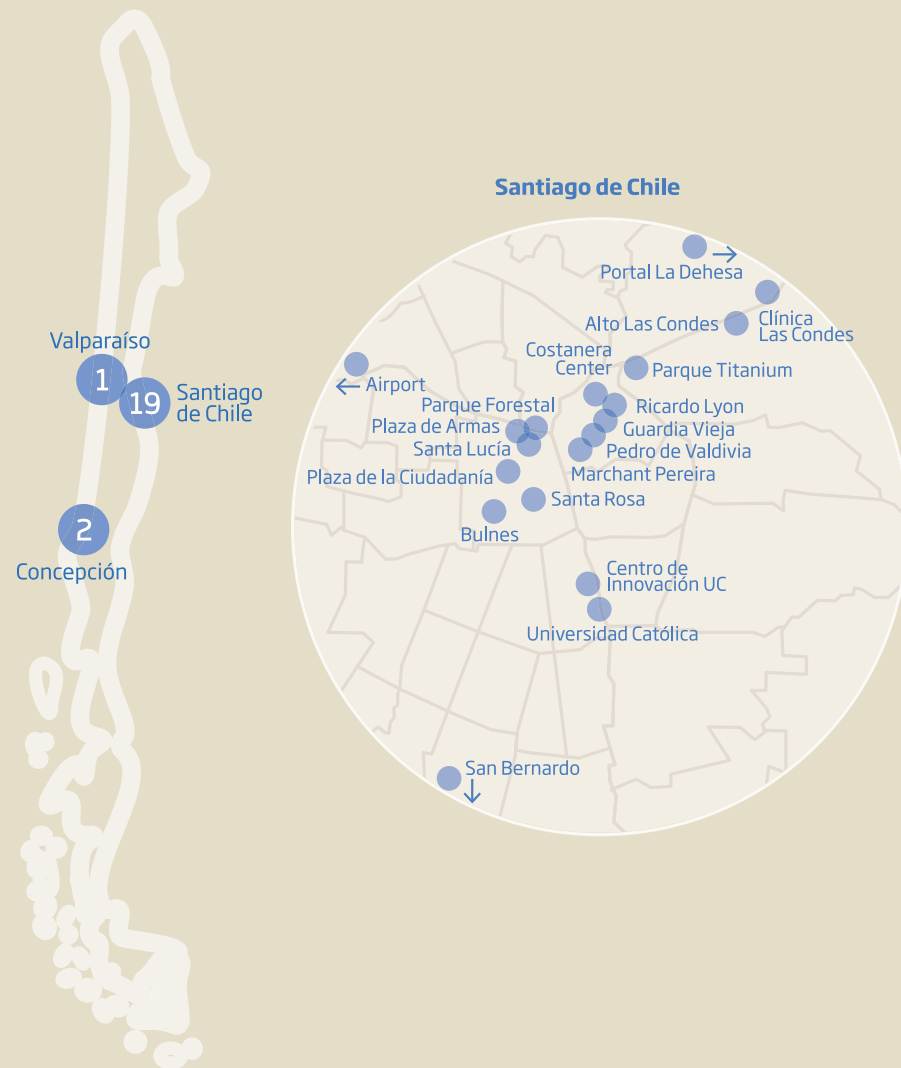 Valparaíso
1
19
Santiago
de Chile
2
Concepción
Santiago de Chile
Portal La Dehesa
Clínica
Las Condes
Alto Las Condes
Costanera
Center
Parque Titanium
Airport
Parque Forestal
Ricardo Lyon
Plaza de Armas
Guardia Vieja
Santa Lucía
Pedro de Valdivia
Plaza de la Ciudadanía
Marchant Pereira
Santa Rosa
Bulnes
Centro de
Innovación UC
Universidad Católica
San Bernardo